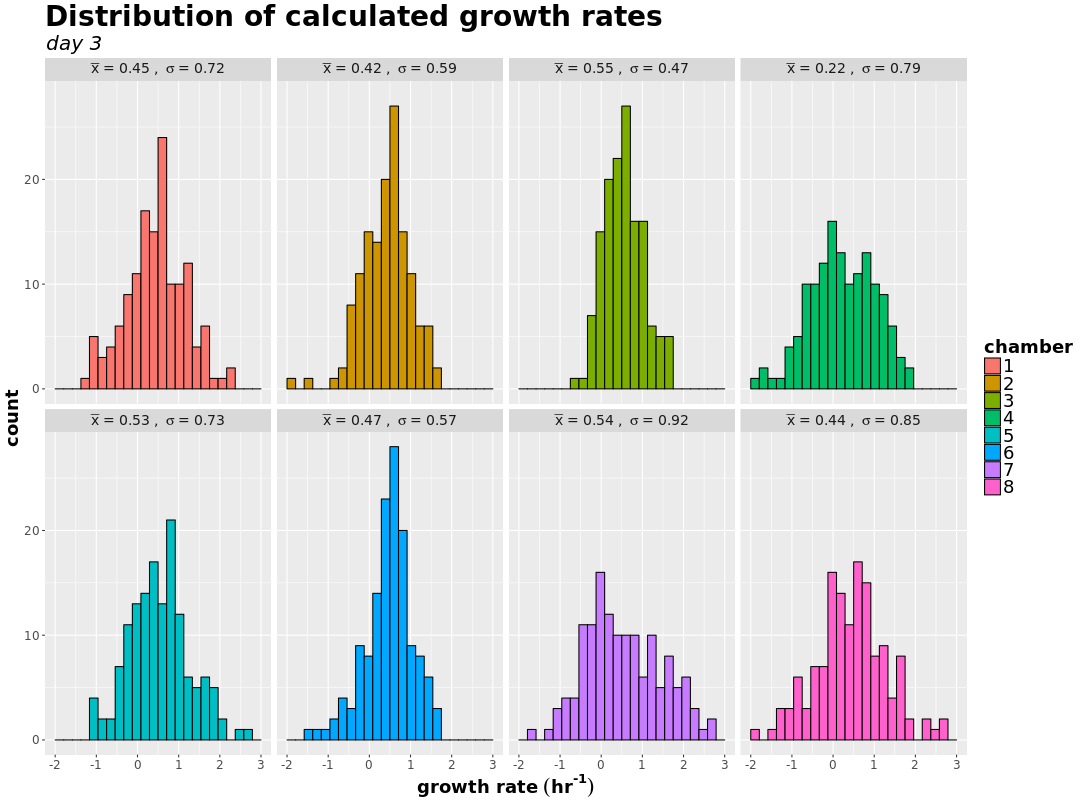 Distribution of calculated growth rates
day 3
x̅ = 0.45 , σ = 0.72
x̅ = 0.42 , σ = 0.59
x̅ = 0.55 , σ = 0.47
x̅ = 0.22 , σ = 0.79
20
10
0
x̅ = 0.53 , σ = 0.73
x̅ = 0.47 , σ = 0.57
x̅ = 0.54 , σ = 0.92
x̅ = 0.44 , σ = 0.85
20
10
0
-2 -1 0 1 2 3
-2 -1 0 1 2 3
-2 -1 0 1 2 3
-2 -1 0 1 2 3
count
growth rate (hr⁻¹)
chamber
1
2
3
4
5
6
7
8